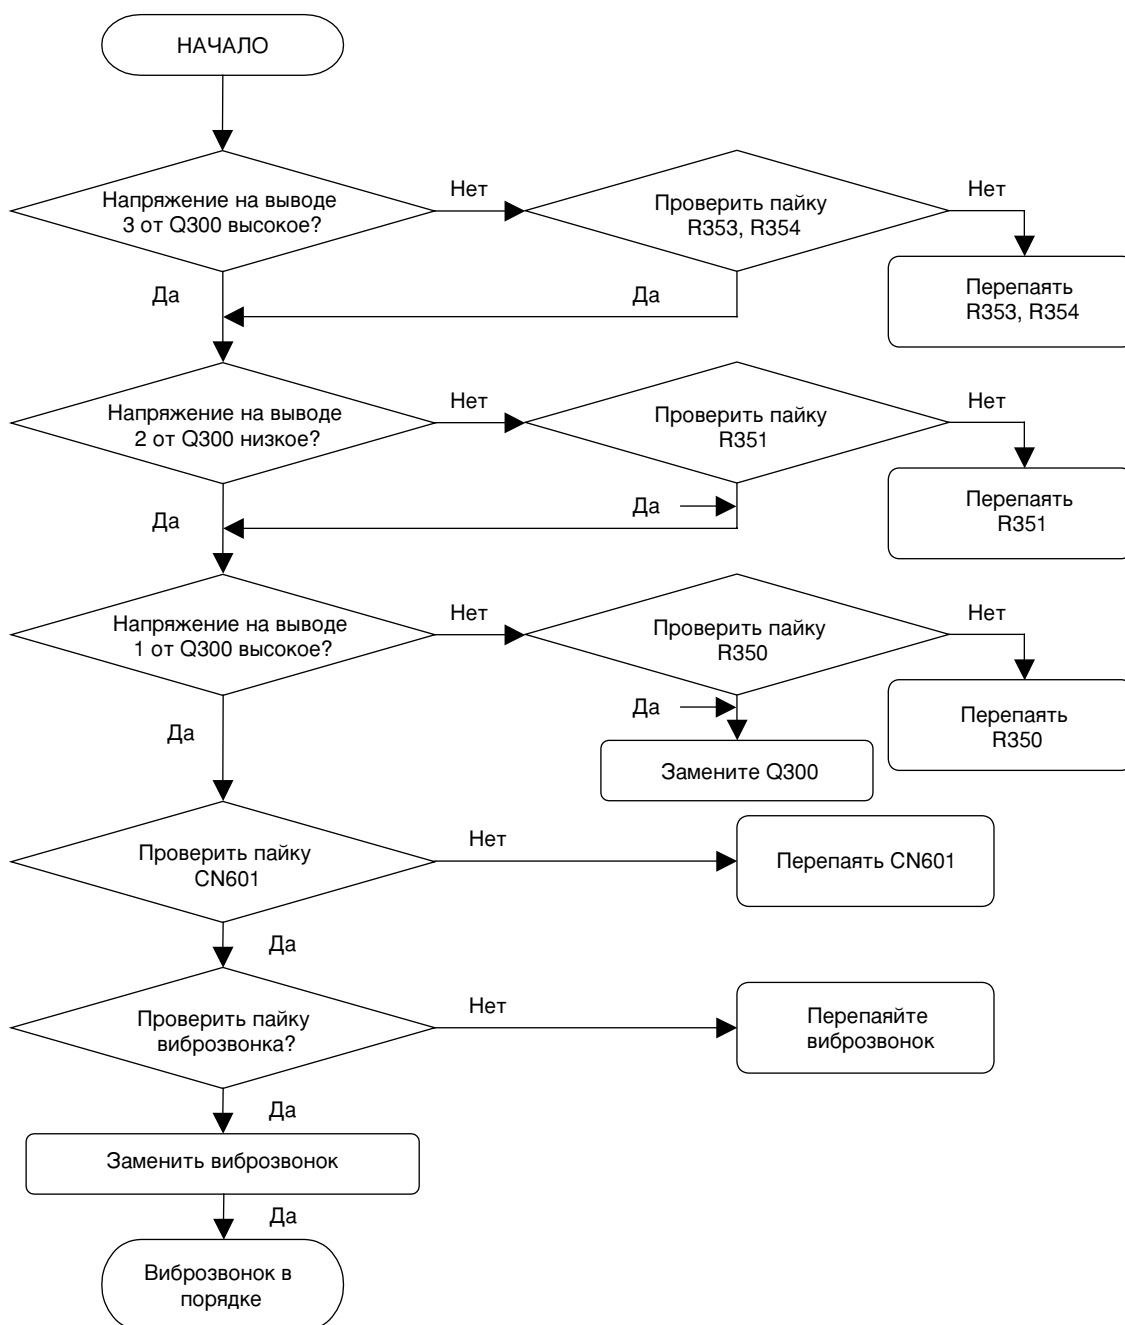 НАЧАЛО
Напряжение на выводе
3 от Q300 высокое?
Нет
Проверить пайку
R353, R354
Нет
Перепаять
R353, R354
Да
Да
Напряжение на выводе
2 от Q300 низкое?
Нет
Проверить пайку
R351
Нет
Перепаять
R351
Да
Да
Напряжение на выводе
1 от Q300 высокое?
Нет
Проверить пайку
R350
Нет
Перепаять
R350
Да
Да
Замените Q300
Проверить пайку
CN601
Нет
Перепаять CN601
Да
Проверить пайку
виброзвонка?
Нет
Перепаяйте
виброзвонок
Да
Заменить виброзвонок
Да
Виброзвонок в
порядке